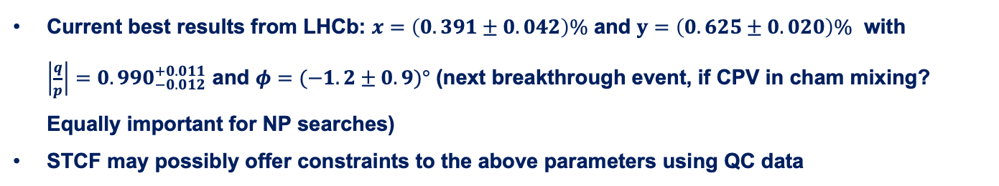 • Current best results from LHCb: x = (0.391 ± 0.042)% and y = (0.625 ± 0.020)% with
|q/p| = 0.990 +0.011 −0.012 and ϕ = (−1.2 ± 0.9)° (next breakthrough event, if CPV in cham mixing?
Equally important for NP searches)
• STCF may possibly offer constraints to the above parameters using QC data